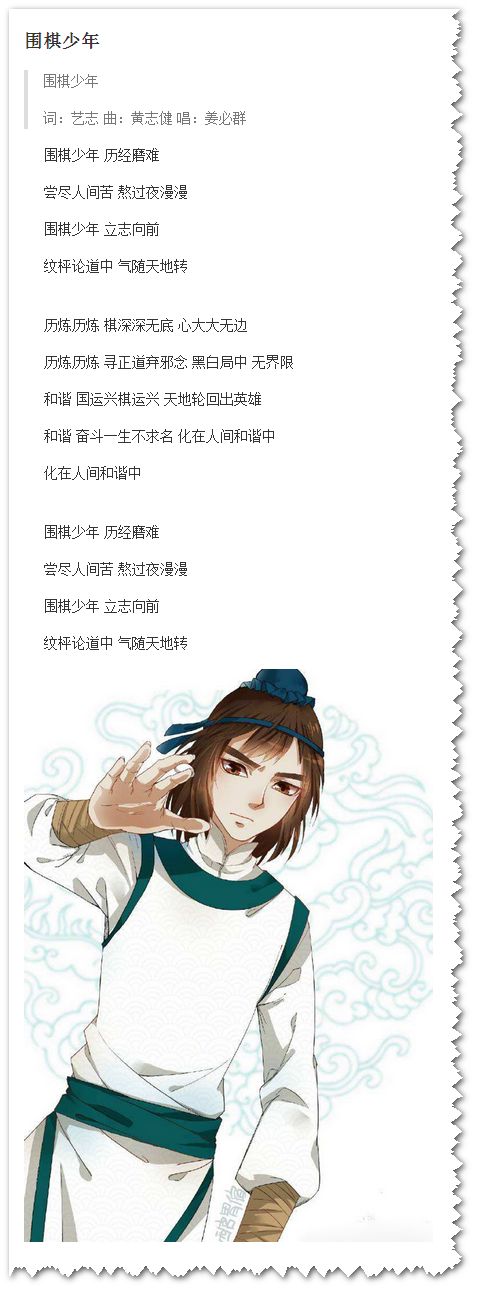 围棋少年
围棋少年
词：艺志 曲：黄志健 唱：姜必群
围棋少年 历经磨难
尝尽人间苦 熬过夜漫漫
围棋少年 立志向前
纹枰论道中 气随天地转
历炼历炼 棋深深无底 心大大无边
历炼历炼 寻正道弃邪念 黑白局中 无界限
和谐 国运兴棋运兴 天地轮回出英雄
和谐 奋斗一生不求名 化在人间和谐中
化在人间和谐中
围棋少年 历经磨难
尝尽人间苦 熬过夜漫漫
围棋少年 立志向前
纹枰论道中 气随天地转